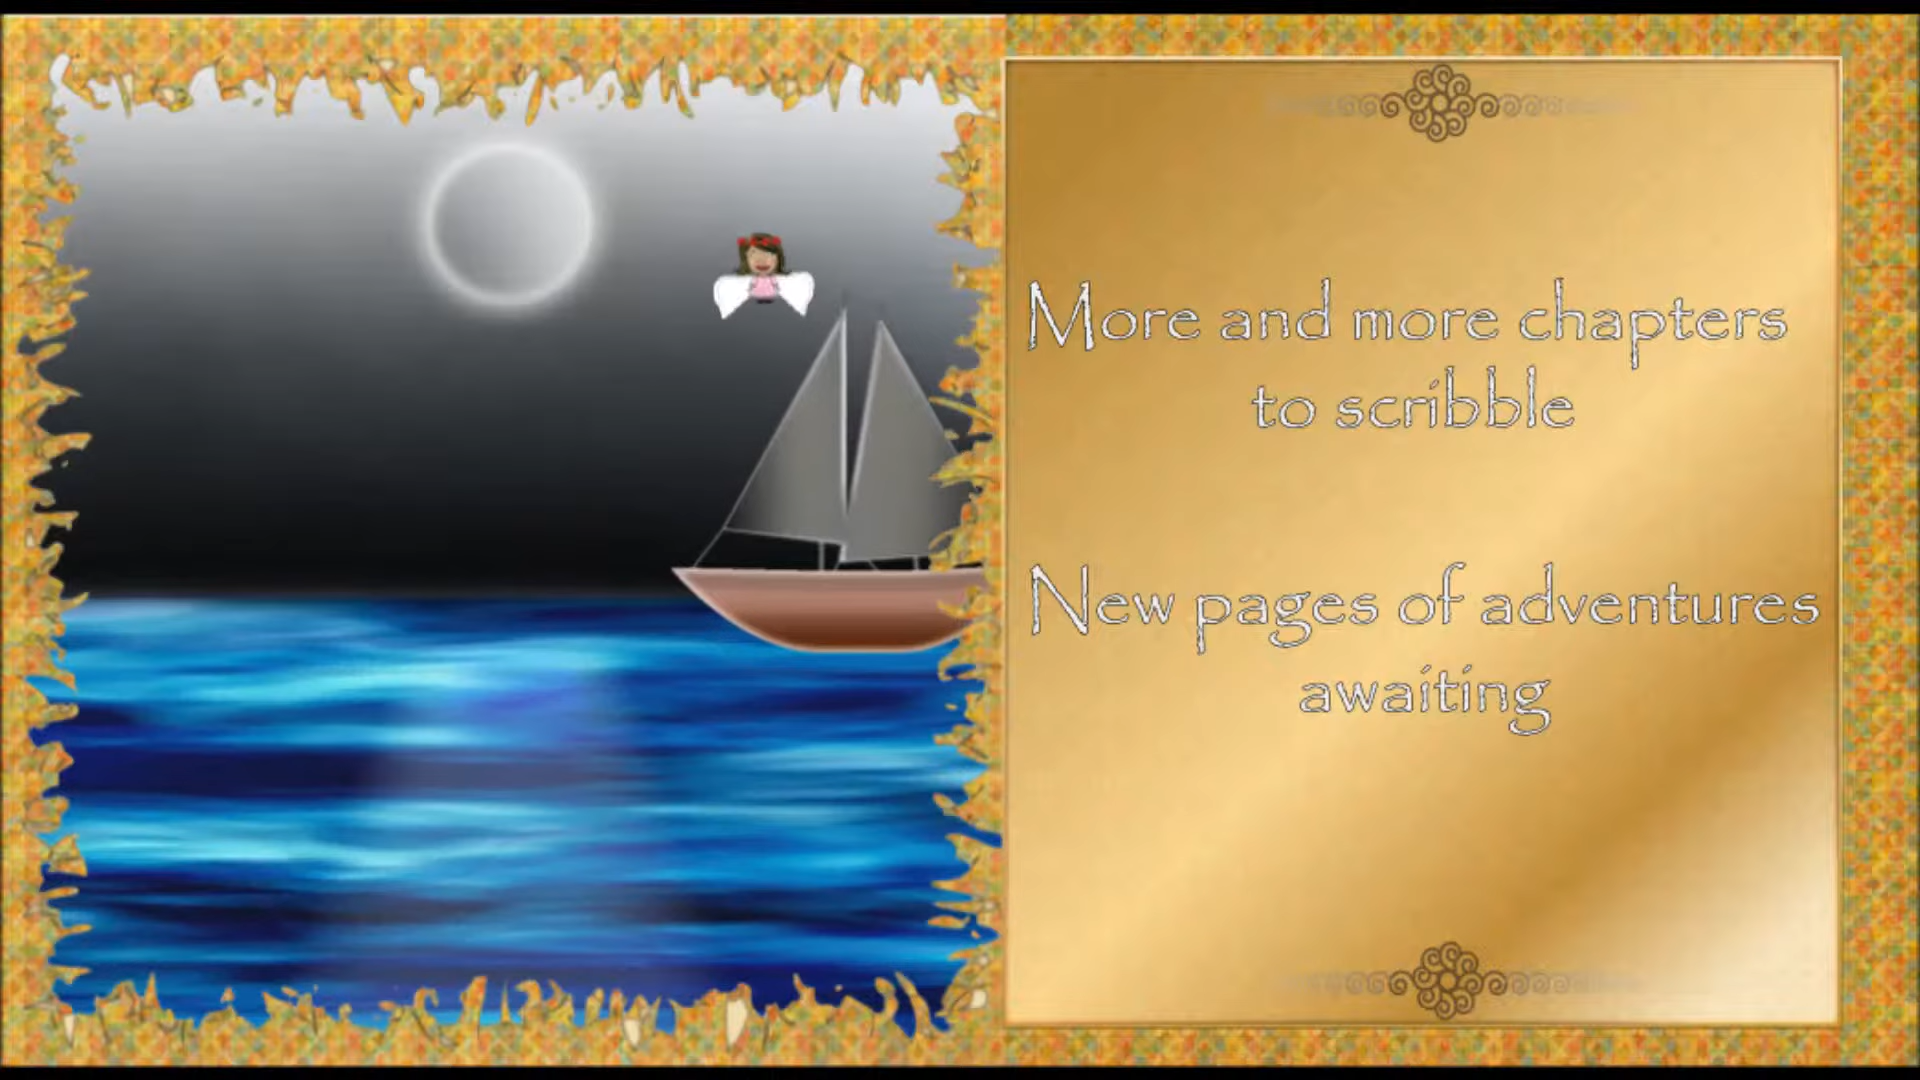 More and more chapters
to scribble
New pages of adventures
awaiting